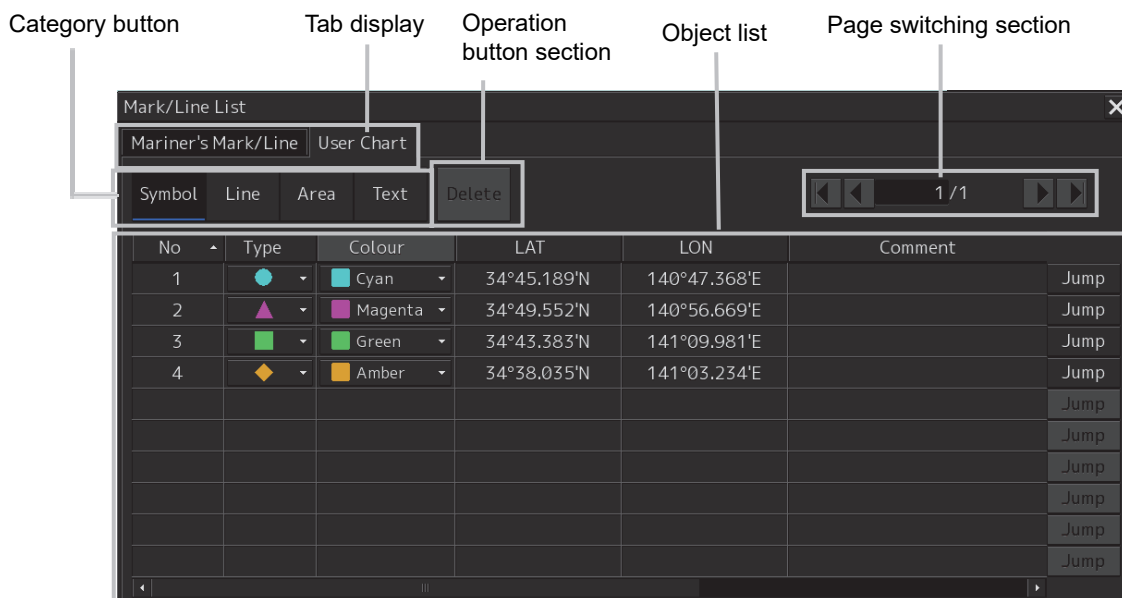 Category button
Tab display
Operation
button section
Object list
Page switching section
Mark/Line List
Mariner's Mark/Line User Chart
Symbol Line Area Text Delete 1/1
No Type Colour LAT LON Comment
1 Cyan 34°45.189'N 140°47.368'E Jump
2 Magenta 34°49.552'N 140°56.669'E Jump
3 Green 34°43.383'N 141°09.981'E Jump
4 Amber 34°38.035'N 141°03.234'E Jump
Jump
Jump
Jump
Jump
Jump
Jump